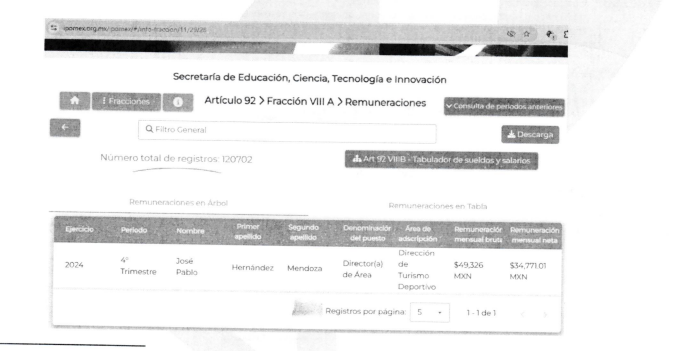 ipomex.org.mx/ipomex/#/info-fraccion/11/29/26
Secretaría de Educación, Ciencia, Tecnología e Innovación
Fracciones
Artículo 92 > Fracción VIII A > Remuneraciones
Consulta de periodos anteriores
Filtro General
Descarga
Número total de registros: 120702
Art 92 VIIIB - Tabulador de sueldos y salarios
Remuneraciones en Árbol
Remuneraciones en Tabla
Ejercicio Periodo Nombre Primer apellido Segundo apellido Denominación del puesto Área de adscripción Remuneración mensual bruta Remuneración mensual neta
2024 4° Trimestre José Pablo Hernández Mendoza Director(a) de Área Dirección de Turismo Deportivo $49,326 MXN $34,771.01 MXN
Registros por página: 5 1 - 1 de 1